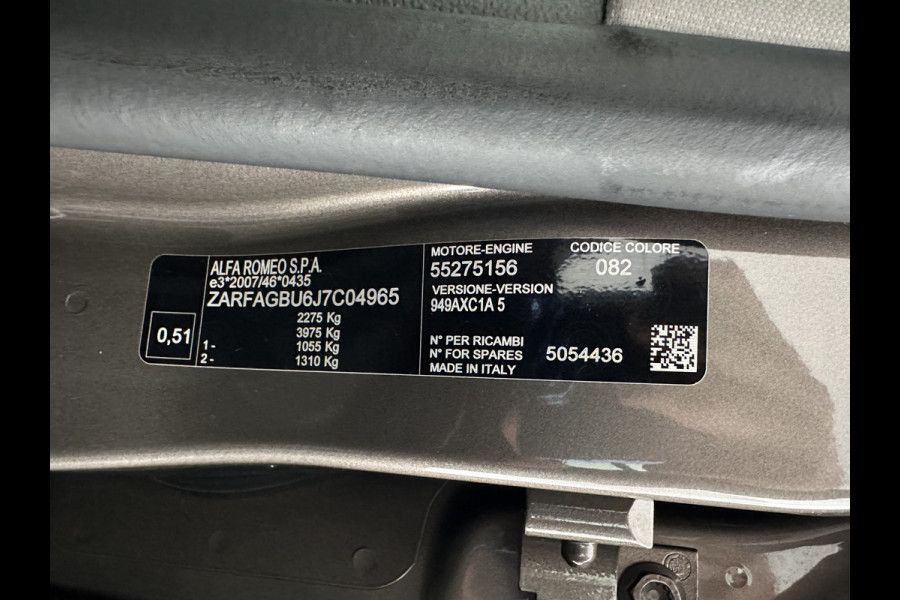 ALFA ROMEO S.P.A.
e3*2007/46*0435
ZARFAGBU6J7C04965
2275 Kg
3975 Kg
1- 1055 Kg
2- 1310 Kg
0,51
MOTORE-ENGINE CODICE COLORE
55275156 082
VERSIONE-VERSION
949AXC1A 5
N° PER RICAMBI
N° FOR SPARES 5054436
MADE IN ITALY